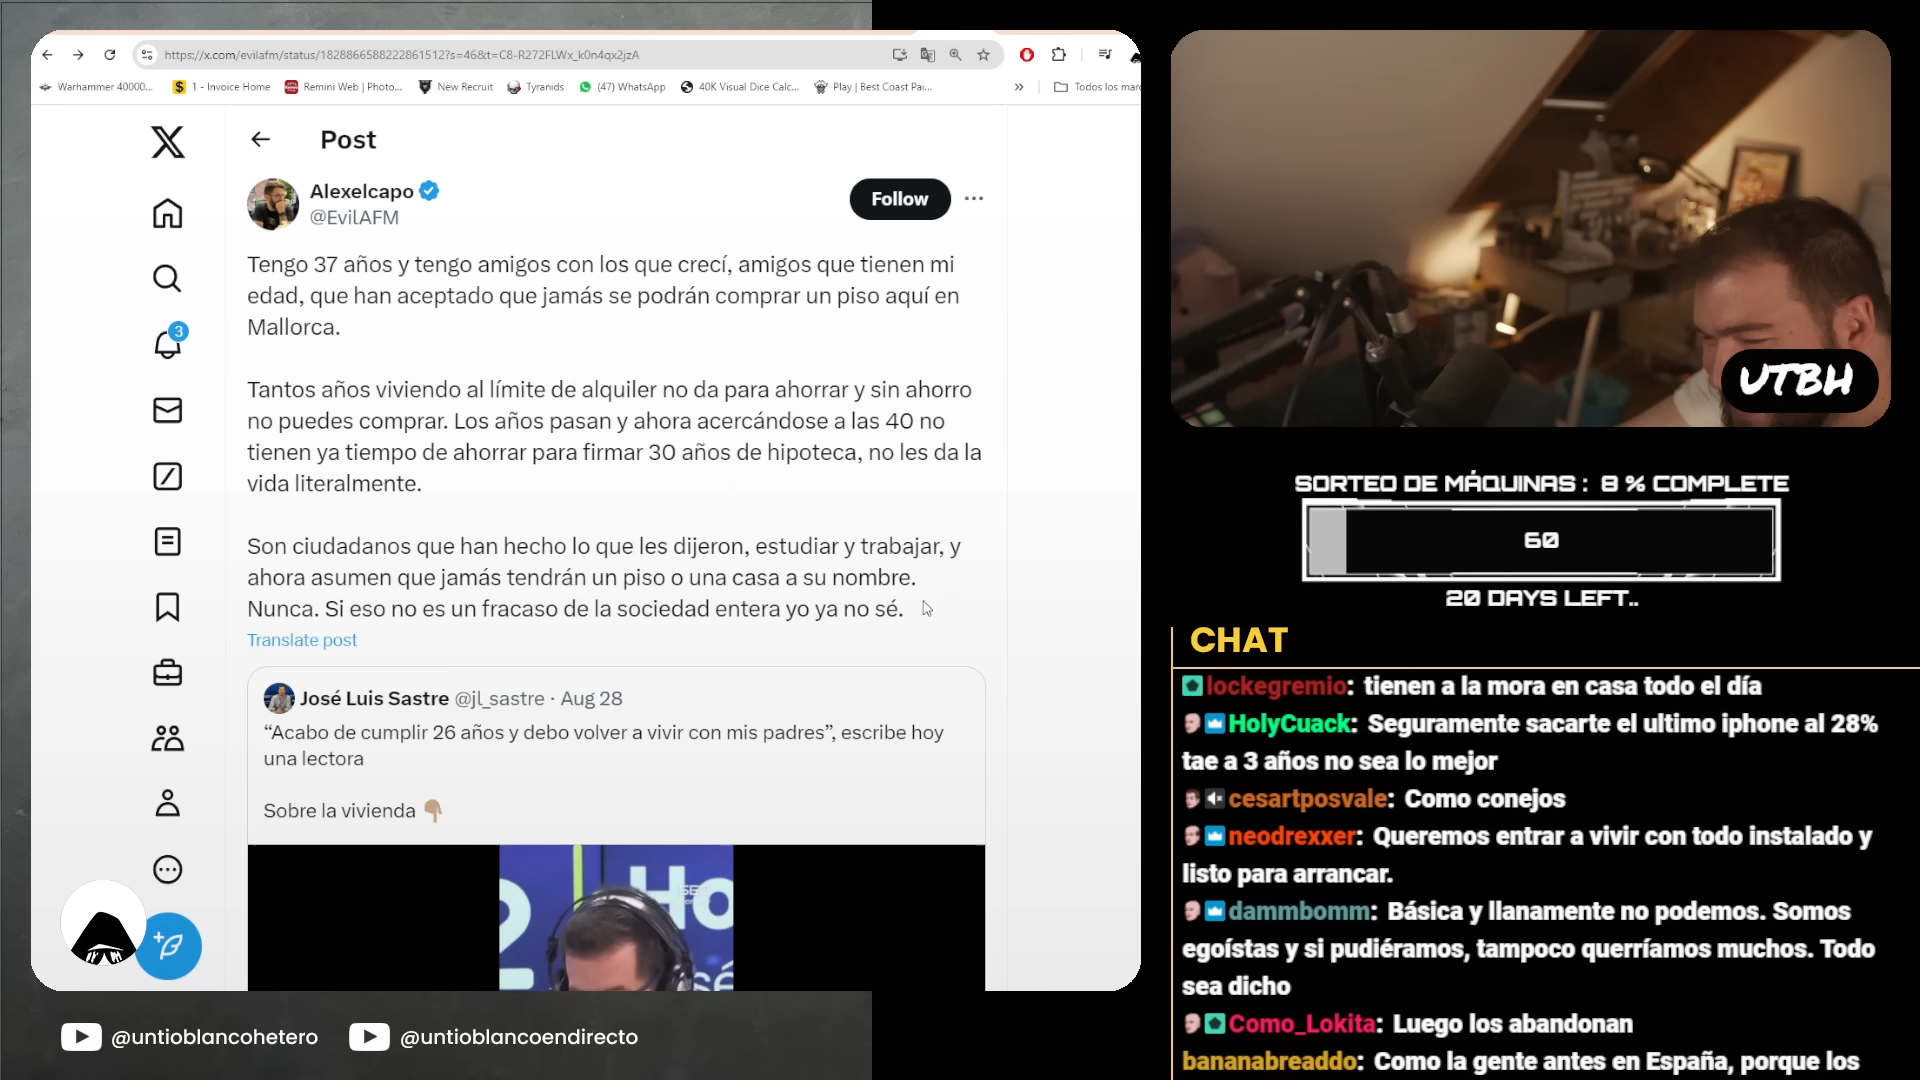 https://x.com/evilafm/status/1828866588222861512?s=46&t=C8-R272FLWx_k0n4qx2jzA
Warhammer 40000... 1 - Invoice Home Remini Web | Photo... New Recruit Tyranids (47) WhatsApp 40K Visual Dice Calc... Play | Best Coast Pai... » Todos los mar
Post
Alexelcapo
@EvilAFM
Follow
3
Tengo 37 años y tengo amigos con los que crecí, amigos que tienen mi
edad, que han aceptado que jamás se podrán comprar un piso aquí en
Mallorca.
Tantos años viviendo al límite de alquiler no da para ahorrar y sin ahorro
no puedes comprar. Los años pasan y ahora acercándose a las 40 no
tienen ya tiempo de ahorrar para firmar 30 años de hipoteca, no les da la
vida literalmente.
Son ciudadanos que han hecho lo que les dijeron, estudiar y trabajar, y
ahora asumen que jamás tendrán un piso o una casa a su nombre.
Nunca. Si eso no es un fracaso de la sociedad entera yo ya no sé.
Translate post
José Luis Sastre @jl_sastre · Aug 28
“Acabo de cumplir 26 años y debo volver a vivir con mis padres”, escribe hoy
una lectora
Sobre la vivienda
2 Ho
@untioblancohetero @untioblancoendirecto
UTBH
SORTEO DE MÁQUINAS : 8 % COMPLETE
60
20 DAYS LEFT..
CHAT
lockegremio: tienen a la mora en casa todo el día
HolyCuack: Seguramente sacarte el ultimo iphone al 28%
tae a 3 años no sea lo mejor
cesartposvale: Como conejos
neodrexxer: Queremos entrar a vivir con todo instalado y
listo para arrancar.
dammbomm: Básica y llanamente no podemos. Somos
egoístas y si pudiéramos, tampoco querríamos muchos. Todo
sea dicho
Como_Lokita: Luego los abandonan
bananabreaddo: Como la gente antes en España, porque los